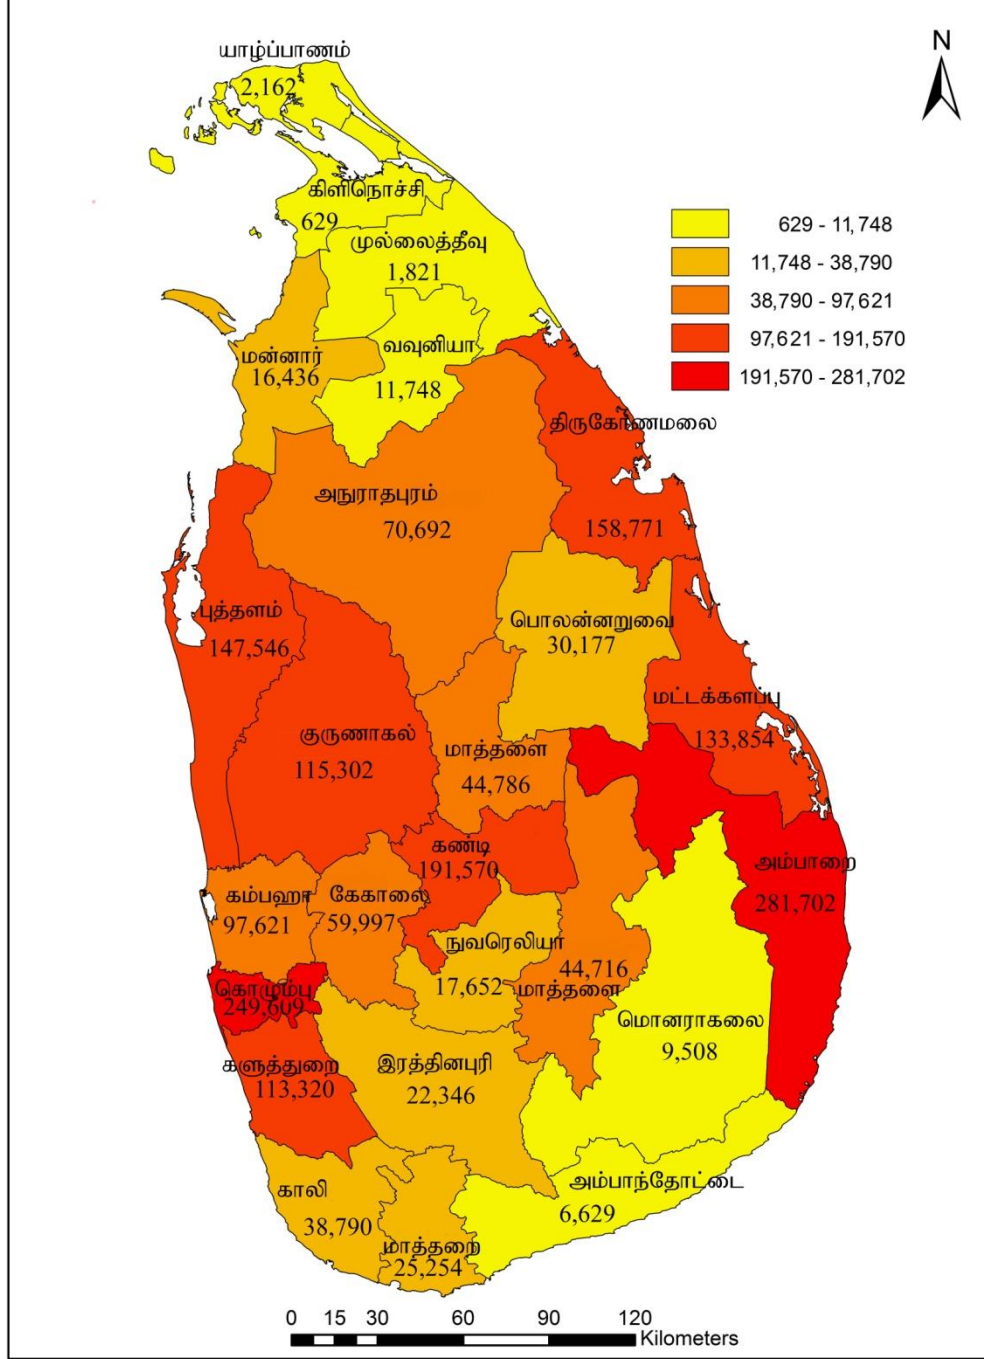 யாழ்ப்பாணம்
2,162
N
கிளிநொச்சி
629
முல்லைத்தீவு
1,821
629 - 11,748
11,748 - 38,790
38,790 - 97,621
97,621 - 191,570
191,570 - 281,702
வவுனியா
11,748
மன்னார்
16,436
திருகோணமலை
158,771
அநுராதபுரம்
70,692
புத்தளம்
147,546
பொலன்னறுவை
30,177
மட்டக்களப்பு
133,854
குருணாகல்
115,302
மாத்தளை
44,786
கண்டி
191,570
அம்பாறை
281,702
கம்பஹா
97,621
கேகாலை
59,997
நுவரெலியா
17,652
44,716
மாத்தளை
கொழும்பு
249,609
மொனராகலை
9,508
களுத்துறை
113,320
இரத்தினபுரி
22,346
காலி
38,790
மாத்தறை
25,254
அம்பாந்தோட்டை
6,629
0 15 30 60 90 120
Kilometers